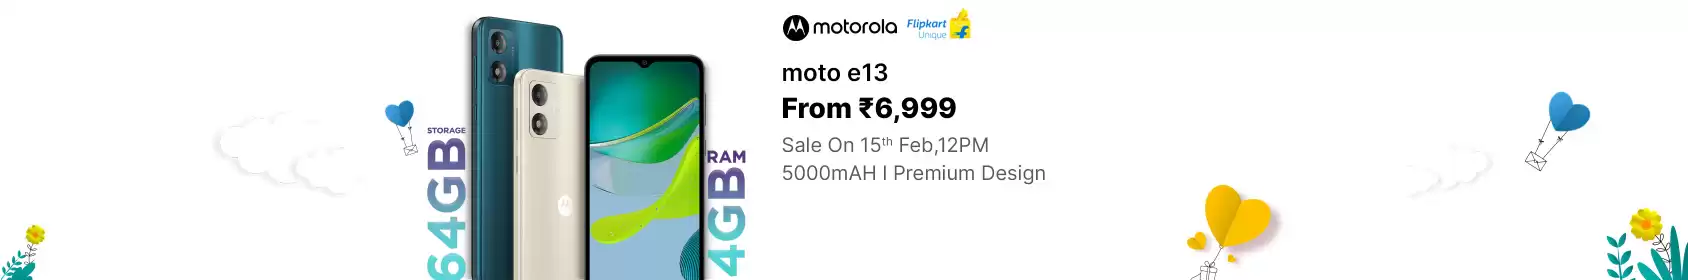 motorola
Flipkart
Unique
moto e13
From ₹6,999
Sale On 15th Feb,12PM
5000mAH I Premium Design
STORAGE
64GB
RAM
4GB